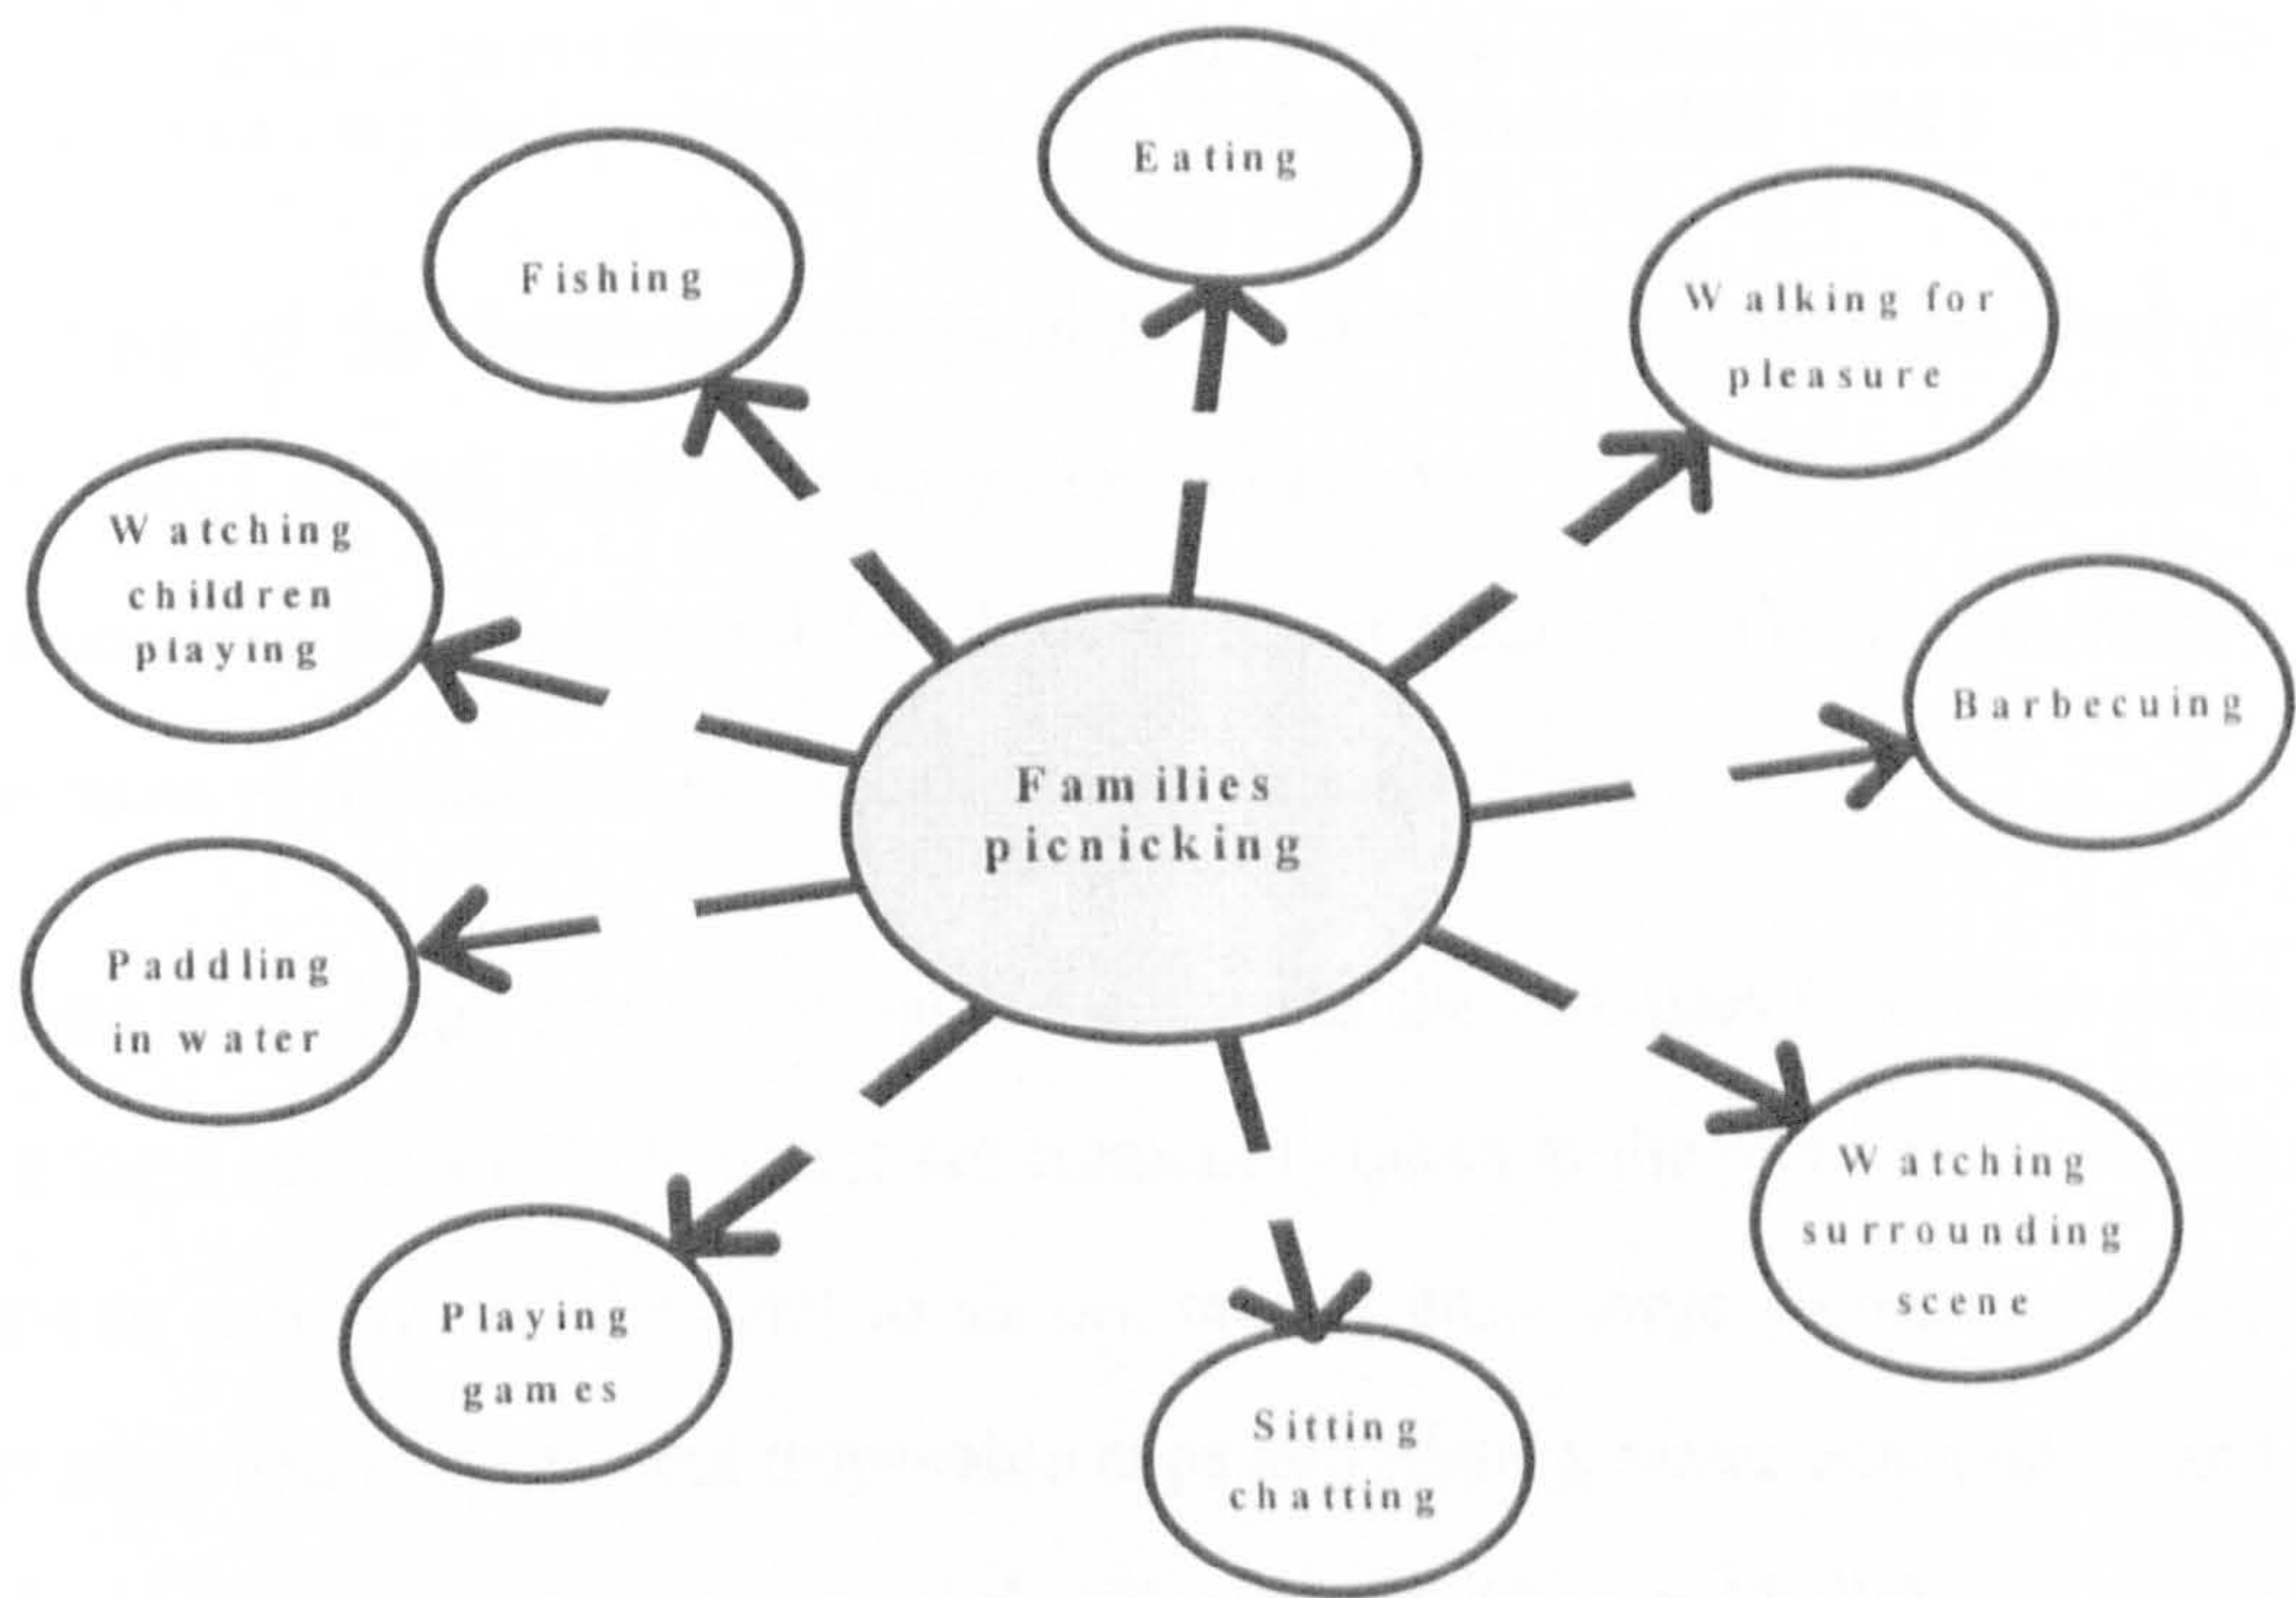 Eating
Fishing
Walking for
pleasure
Watching
children
playing
Barbecuing
Families
picnicking
Paddling
in water
Watching
surrounding
scene
Playing
games
Sitting
chatting